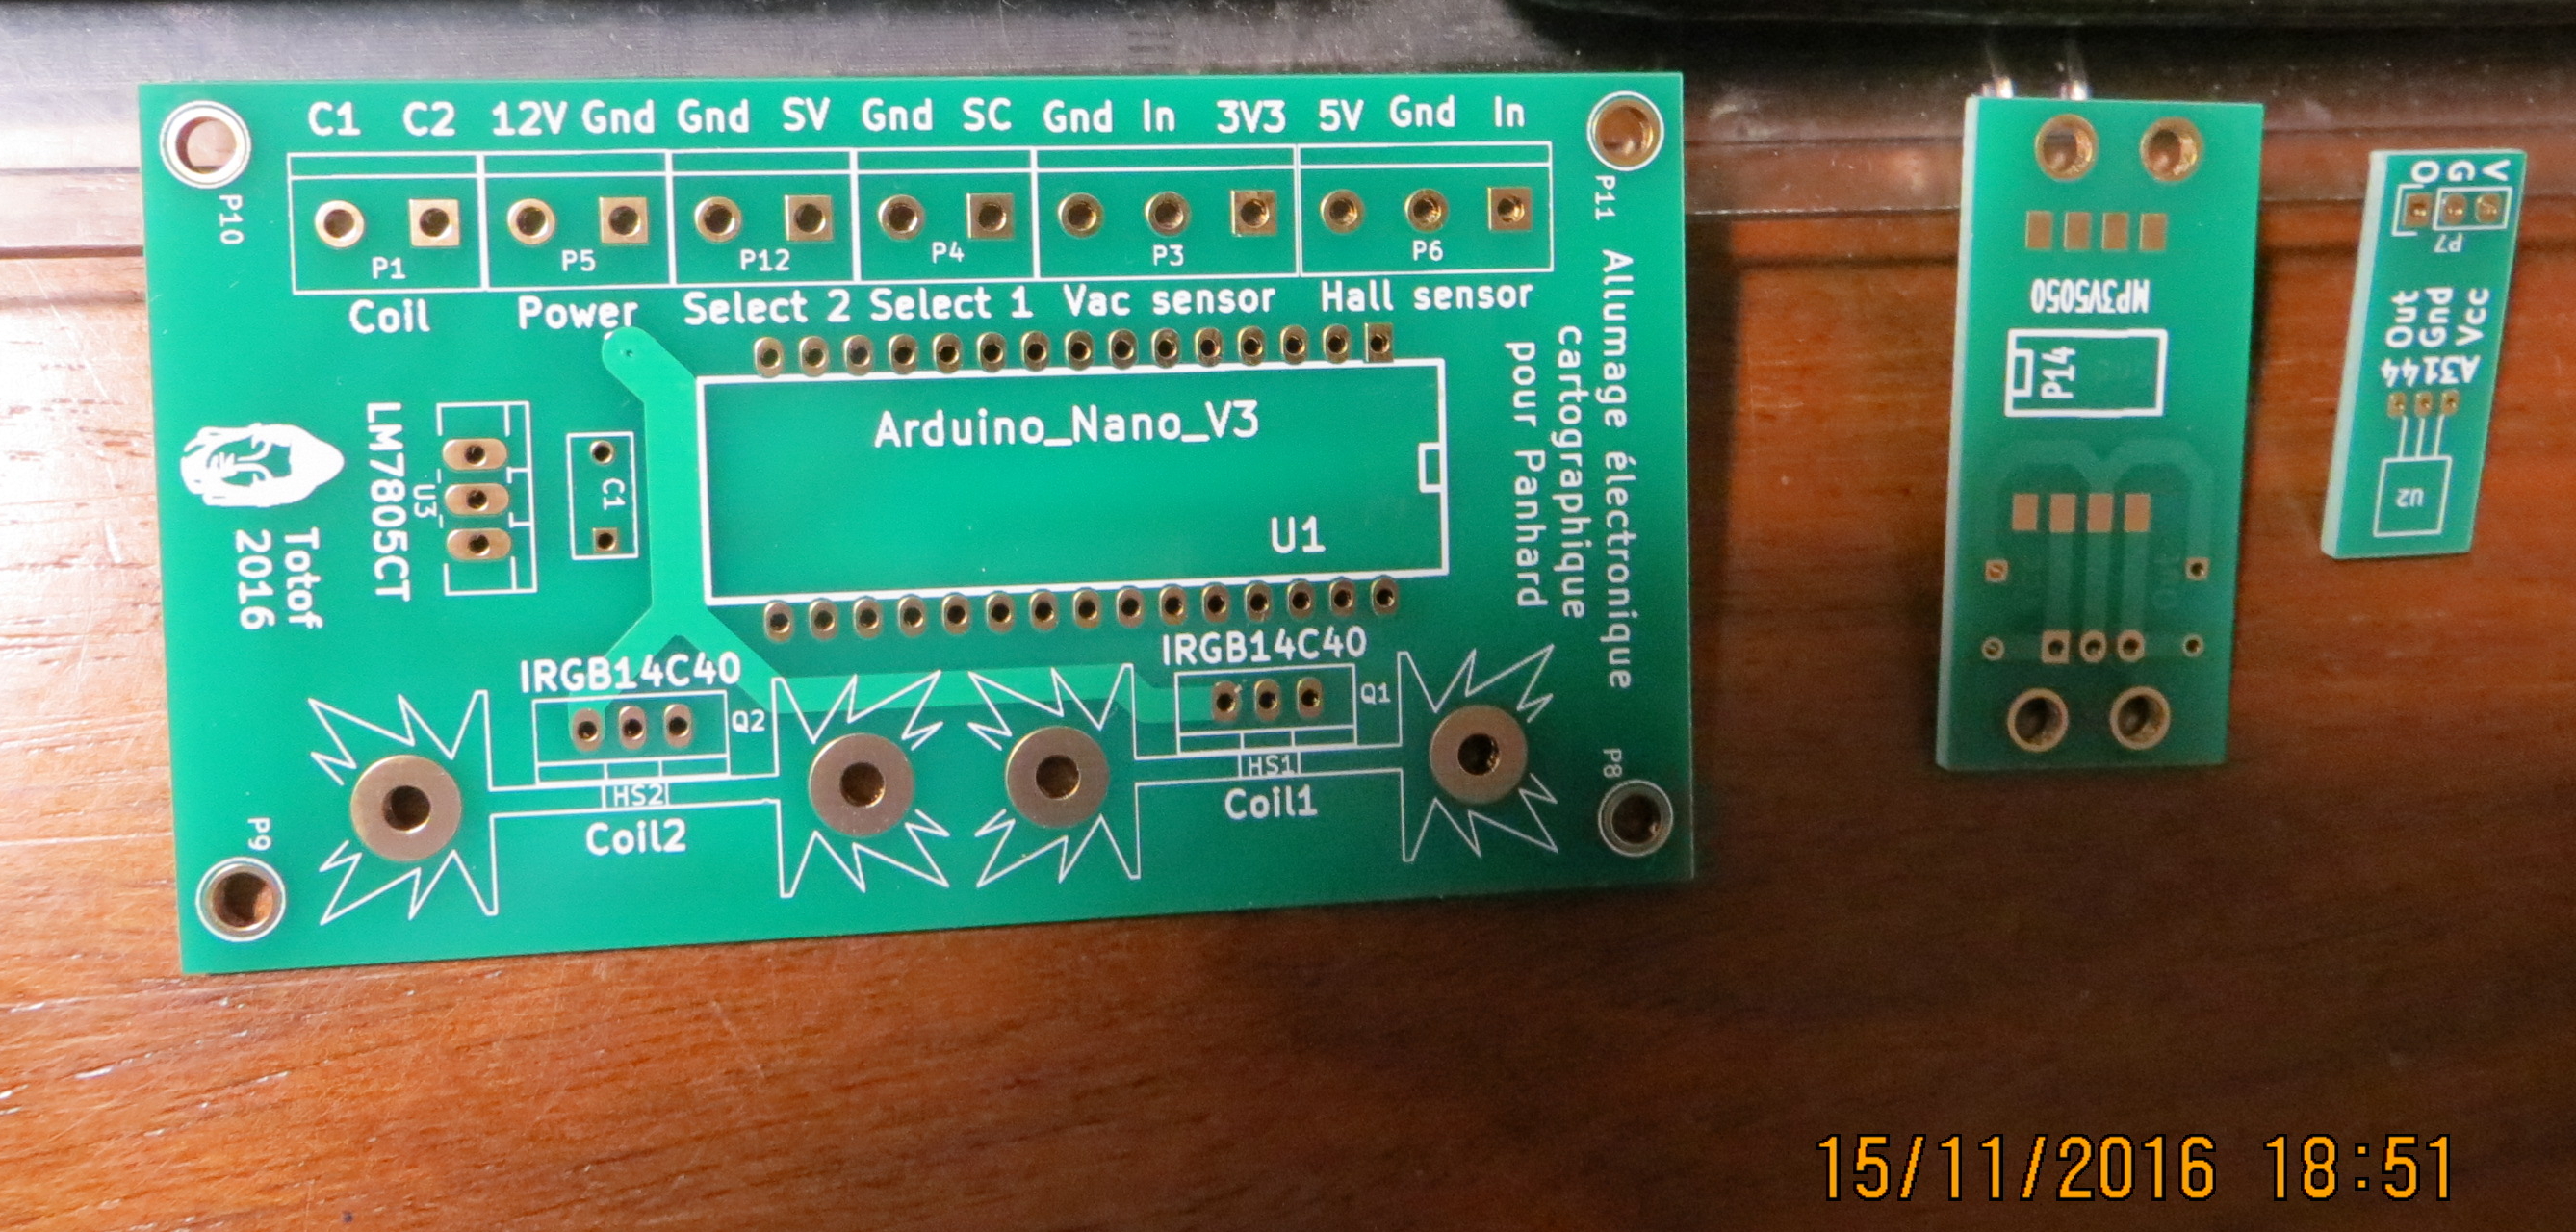 C1 C2 12V Gnd Gnd SV Gnd SC Gnd In 3V3 5V Gnd In
P10
P11
P1 P5 P12 P4 P3 P6
Coil Power Select 2 Select 1 Vac sensor Hall sensor
Allumage électronique
cartographique
pour Panhard
Arduino_Nano_V3
U1
LM7805CT
U3
C1
Totof
2016
IRGB14C40
Q2
HS2
Coil2
IRGB14C40
Q1
HS1
Coil1
P9
P8
MP3V5050
P14
Out
O G V
P7
Out
Gnd
Vcc
A3144
U2
15/11/2016 18:51